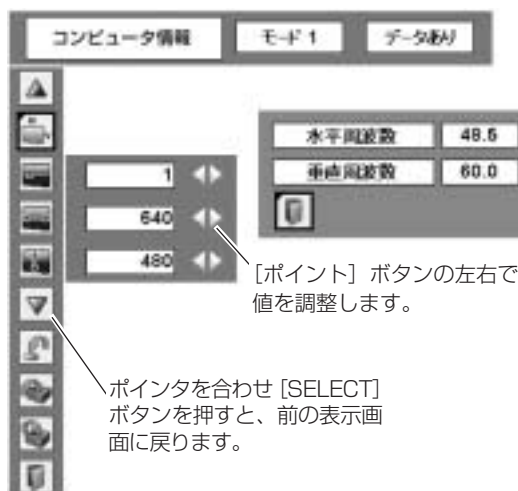 コンピュータ情報 モード 1 データあり
水平周波数 48.5
垂直周波数 60.0
1
640
480
［ポイント］ボタンの左右で
値を調整します。
ポインタを合わせ [SELECT]
ボタンを押すと、前の表示画
面に戻ります。